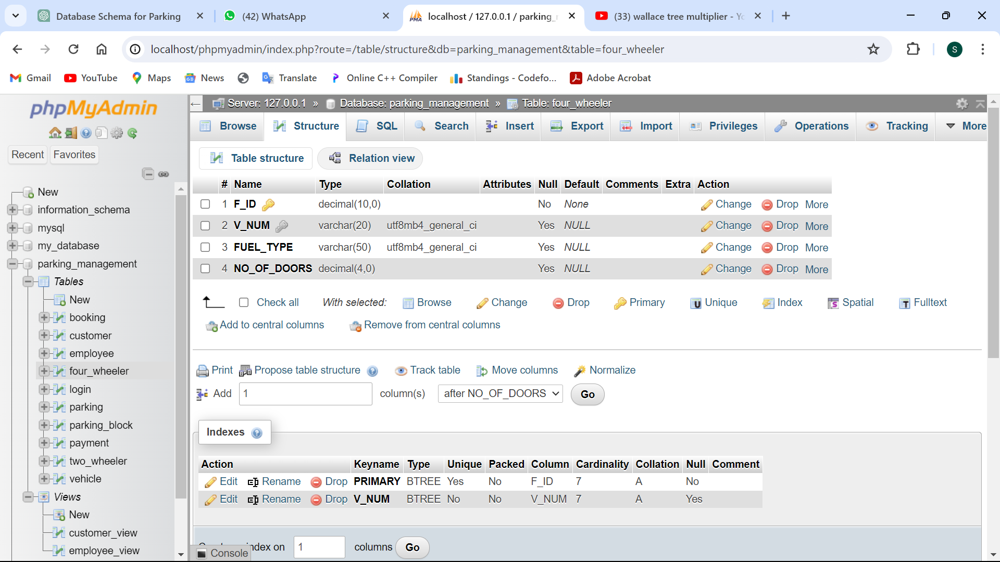 Database Schema for Parking
(42) WhatsApp
localhost / 127.0.0.1 / parking_
(33) wallace tree multiplier -
localhost/phpmyadmin/index.php?route=/table/structure&db=parking_management&table=four_wheeler
S
Gmail YouTube Maps News Translate Online C++ Compiler Standings - Codefo... Adobe Acrobat
phpMyAdmin
Recent Favorites
New
information_schema
mysql
my_database
parking_management
Tables
New
booking
customer
employee
four_wheeler
login
parking
parking_block
payment
two_wheeler
vehicle
Views
New
customer_view
employee_view
Server: 127.0.0.1 » Database: parking_management » Table: four_wheeler
Browse Structure SQL Search Insert Export Import Privileges Operations Tracking More
Table structure Relation view
# Name Type Collation Attributes Null Default Comments Extra Action
1 F_ID decimal(10,0) No None Change Drop More
2 V_NUM varchar(20) utf8mb4_general_ci Yes NULL Change Drop More
3 FUEL_TYPE varchar(50) utf8mb4_general_ci Yes NULL Change Drop More
4 NO_OF_DOORS decimal(4,0) Yes NULL Change Drop More
Check all With selected: Browse Change Drop Primary Unique Index Spatial Fulltext
Add to central columns Remove from central columns
Print Propose table structure Track table Move columns Normalize
Add 1 column(s) after NO_OF_DOORS Go
Indexes
Action Keyname Type Unique Packed Column Cardinality Collation Null Comment
Edit Rename Drop PRIMARY BTREE Yes No F_ID 7 A No
Edit Rename Drop V_NUM BTREE No No V_NUM 7 A Yes
on 1 columns Go
Console